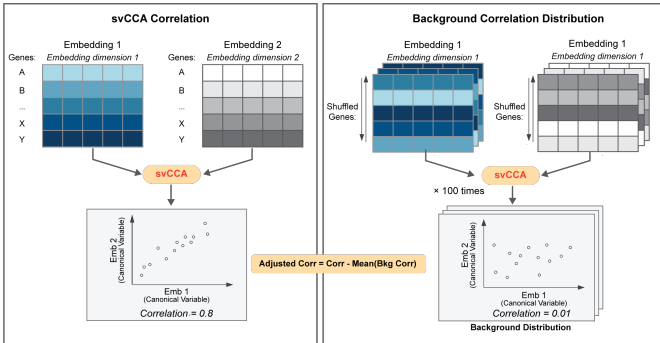 svCCA Correlation
Embedding 1
Embedding 2
Genes:
Embedding dimension 1
Genes:
Embedding dimension 1
A
B
...
X
Y
A
B
...
X
Y
svCCA
Emb 2
(Canonical Variable)
Emb 1
(Canonical Variable)
Correlation = 0.8
Adjusted Corr = Corr - Mean(Bkg Corr)
Background Correlation Distribution
Embedding 1
Embedding dimension 1
Embedding 1
Embedding dimension 1
Shuffled
Genes:
Shuffled
Genes:
svCCA
× 100 times
Emb 2
(Canonical Variable)
Emb 1
(Canonical Variable)
Correlation = 0.01
Background Distribution